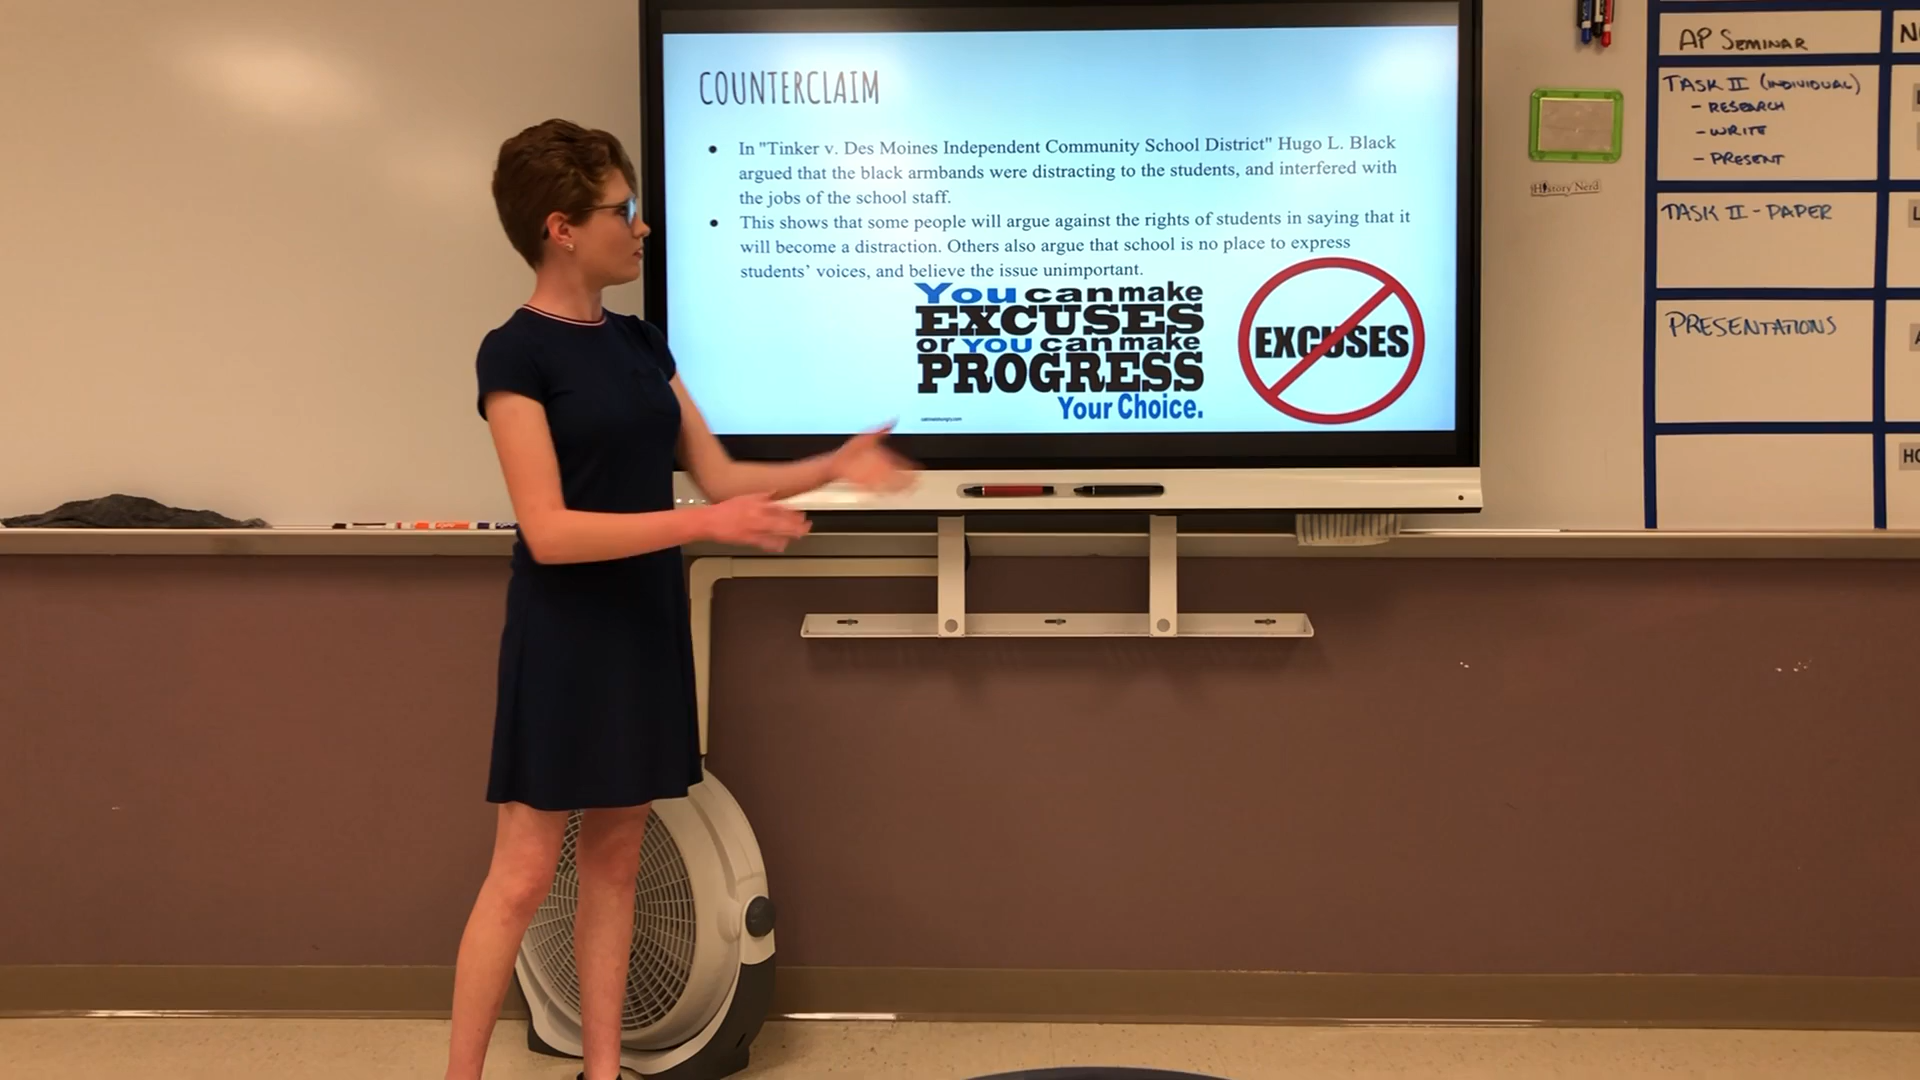 COUNTERCLAIM
In "Tinker v. Des Moines Independent Community School District" Hugo L. Black
argued that the black armbands were distracting to the students, and interfered with
the jobs of the school staff.
This shows that some people will argue against the rights of students in saying that it
will become a distraction. Others also argue that school is no place to express
students' voices, and believe the issue unimportant.
You can make
EXCUSES
or you can make
PROGRESS
Your Choice.
EXCUSES
History Nerd
AP SEMINAR
TASK II (INDIVIDUAL)
- RESEARCH
- WRITE
- PRESENT
TASK II - PAPER
PRESENTATIONS